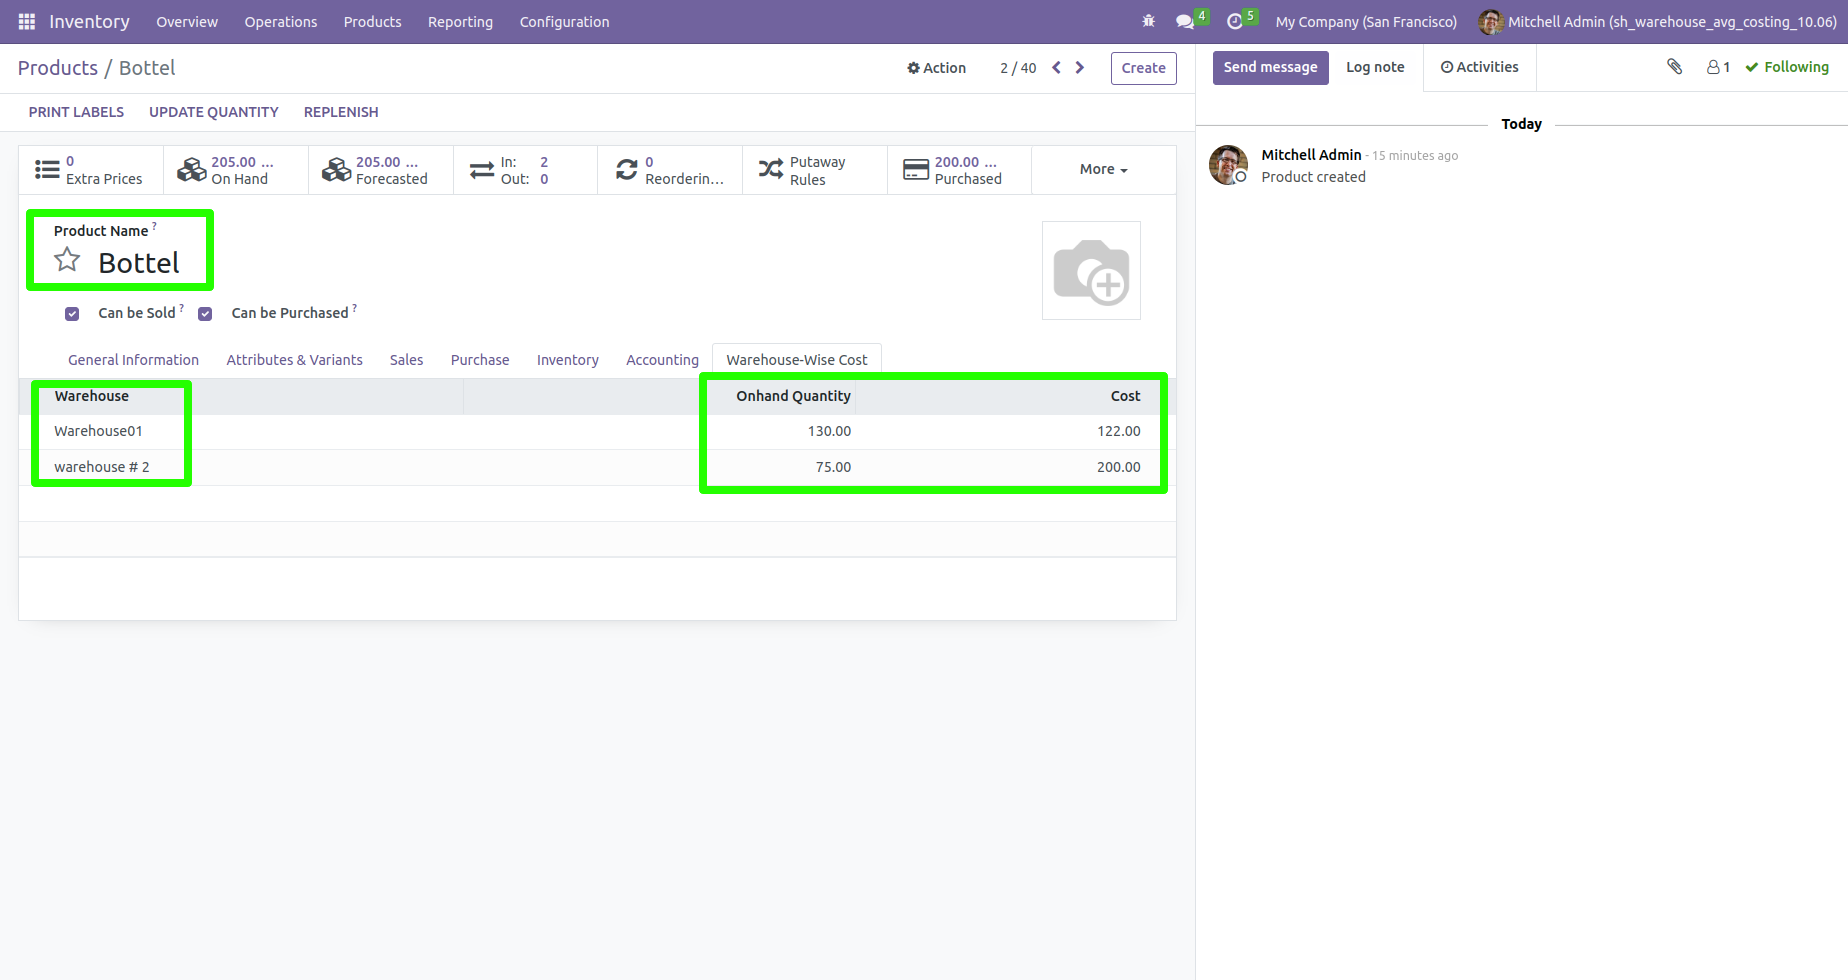 Inventory Overview Operations Products Reporting Configuration 4 5 My Company (San Francisco) Mitchell Admin (sh_warehouse_avg_costing_10.06)
Products / Bottel Action 2 / 40 Create
Send message Log note Activities 1 Following
PRINT LABELS UPDATE QUANTITY REPLENISH
0 Extra Prices
205.00 ... On Hand
205.00 ... Forecasted
In: 2
Out: 0
0 Reorderin...
Putaway Rules
200.00 ... Purchased
More
Today
Mitchell Admin - 15 minutes ago
Product created
Product Name ?
Bottel
Can be Sold ? Can be Purchased ?
General Information Attributes & Variants Sales Purchase Inventory Accounting Warehouse-Wise Cost
Warehouse Onhand Quantity Cost
Warehouse01 130.00 122.00
warehouse # 2 75.00 200.00